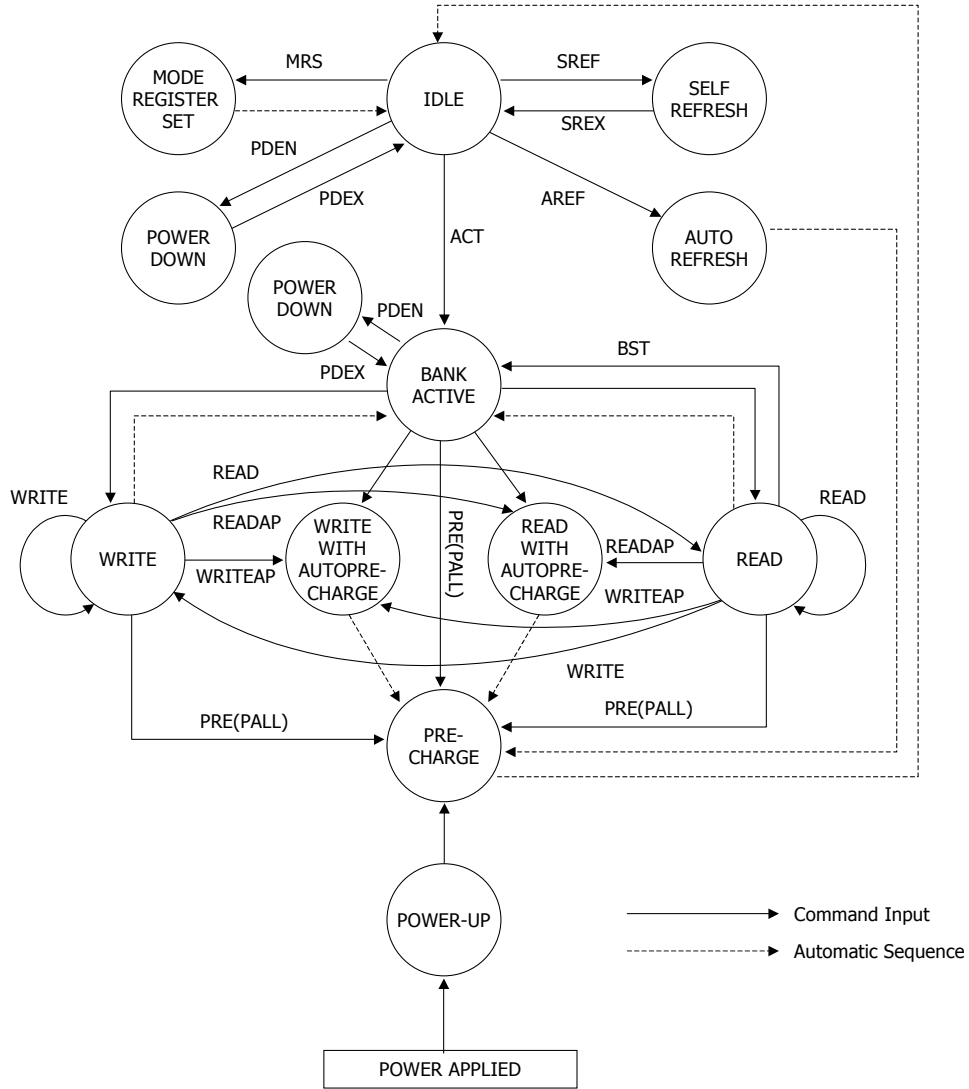 MRS
SREF
MODE
REGISTER
SET
IDLE
SELF
REFRESH
SREX
PDEN
PDEX
AREF
POWER
DOWN
ACT
AUTO
REFRESH
POWER
DOWN
PDEN
PDEX
BST
BANK
ACTIVE
READ
WRITE
READ
READAP
WRITE
WRITE
WITH
AUTOPRE-
CHARGE
PRE(PALL)
READ
WITH
AUTOPRE-
CHARGE
READAP
READ
WRITEAP
WRITEAP
WRITE
PRE(PALL)
PRE(PALL)
PRE-
CHARGE
POWER-UP
Command Input
Automatic Sequence
POWER APPLIED